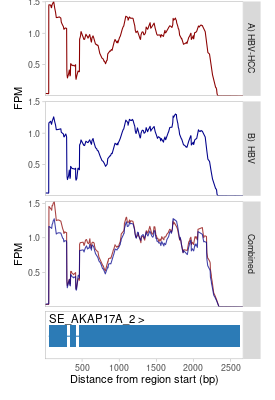 1.5
1.0
0.5
A) HBV-HCC
FPM
1.5
1.0
0.5
B) HBV
1.5
1.0
0.5
FPM
Combined
SE_AKAP17A_2 >
500 1000 1500 2000 2500
Distance from region start (bp)